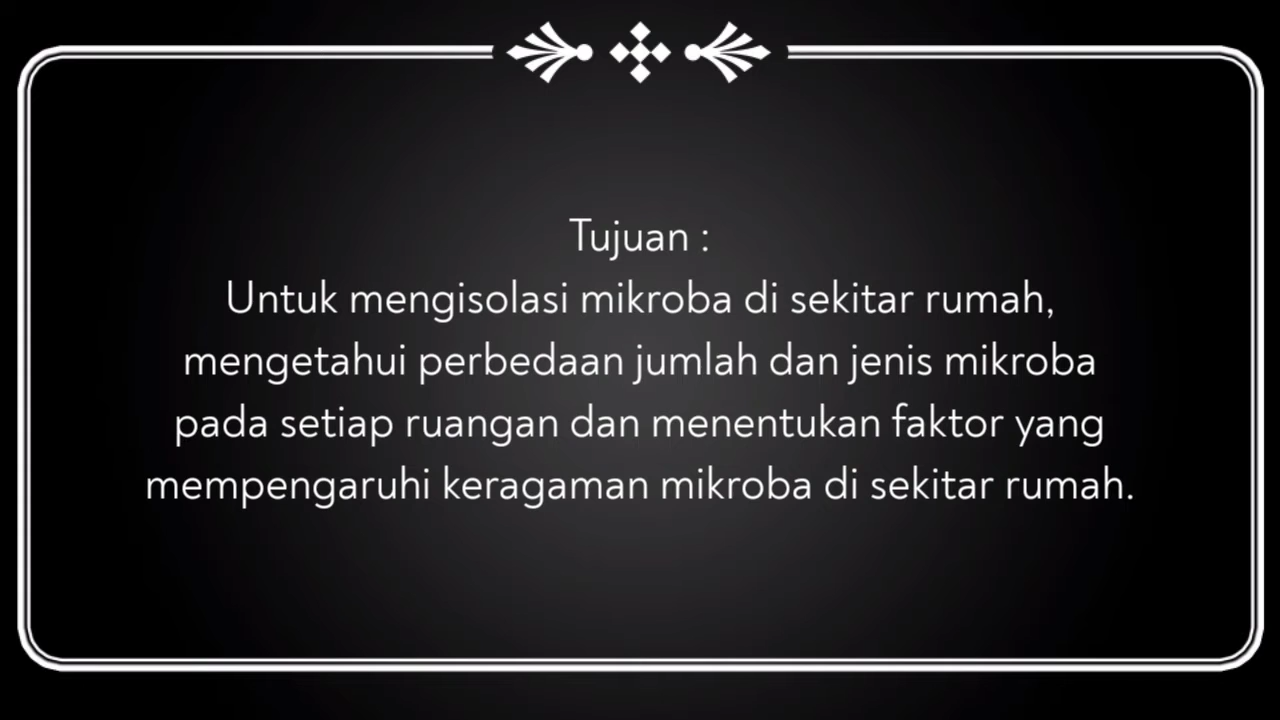 Tujuan :
Untuk mengisolasi mikroba di sekitar rumah,
mengetahui perbedaan jumlah dan jenis mikroba
pada setiap ruangan dan menentukan faktor yang
mempengaruhi keragaman mikroba di sekitar rumah.